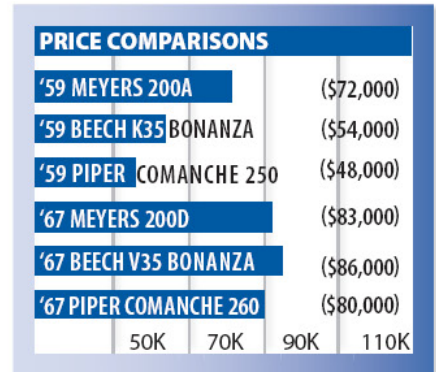 PRICE COMPARISONS
‘59 MEYERS 200A ($72,000)
‘59 BEECH K35 BONANZA ($54,000)
‘59 PIPER COMANCHE 250 ($48,000)
‘67 MEYERS 200D ($83,000)
‘67 BEECH V35 BONANZA ($86,000)
‘67 PIPER COMANCHE 260 ($80,000)
50K 70K 90K 110K